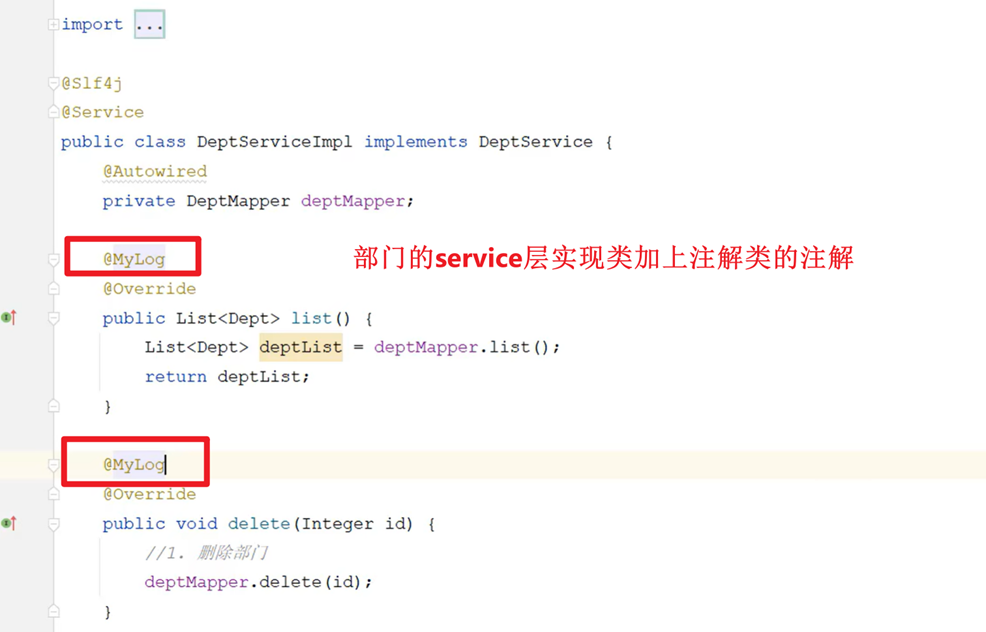 import ...
@Slf4j
@Service
public class DeptServiceImpl implements DeptService {
@Autowired
private DeptMapper deptMapper;
@MyLog
部门的service层实现类加上注解类的注解
@Override
public List<Dept> list() {
List<Dept> deptList = deptMapper.list();
return deptList;
}
@MyLog
@Override
public void delete(Integer id) {
//1. 删除部门
deptMapper.delete(id);
}